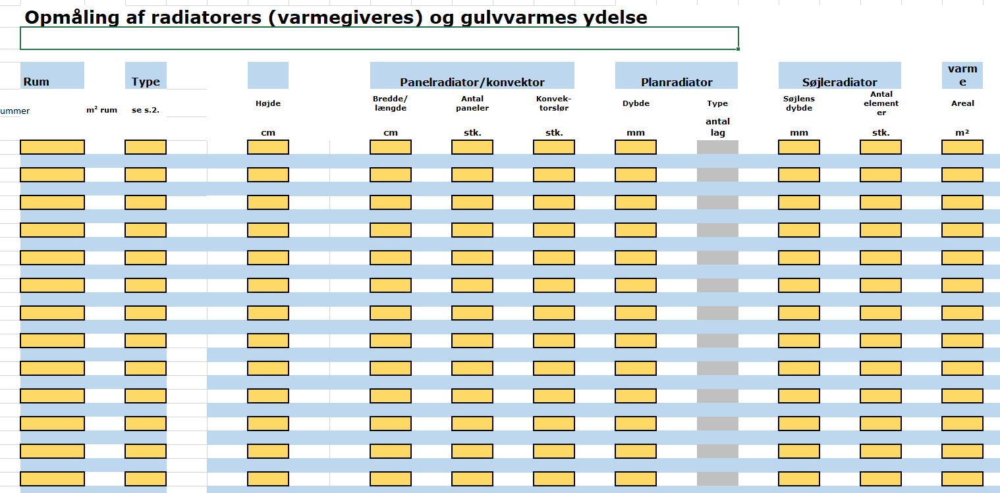 Opmåling af radiatorers (varmegiveres) og gulvvarmes ydelse
Rum
Type
Panelradiator/konvektor
Planradiator
Søjleradiator
varm
e
ummer
m² rum
se s.2.
Højde
Bredde/
længde
Antal
paneler
Konvek-
torslør
Dybde
Type
Søjlens
dybde
Antal
element
er
Areal
cm
cm
stk.
stk.
mm
antal
lag
mm
stk.
m²